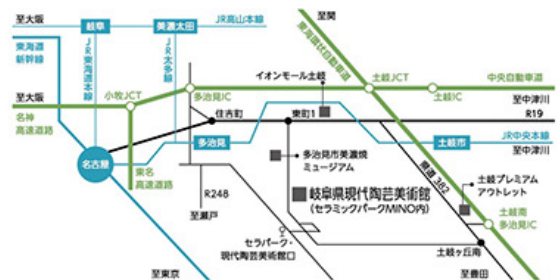 至大阪
岐阜
美濃太田
JR高山本線
至関
東海道
新幹線
JR東海道本線
JR太多線
東海環状自動車道
イオンモール土岐
土岐JCT
中央自動車道
至大阪
小牧JCT
多治見IC
土岐IC
至中津川
名神
高速道路
住吉町
東町1
R19
多治見
土岐市
JR中央本線
至中津川
名古屋
東名
高速道路
多治見市美濃焼
ミュージアム
県道382
R248
至瀬戸
岐阜県現代陶芸美術館
(セラミックパークMINO内)
土岐プレミアム
アウトレット
土岐南
多治見IC
セラパーク・
現代陶芸美術館口
土岐ヶ丘南
至東京
至豊田